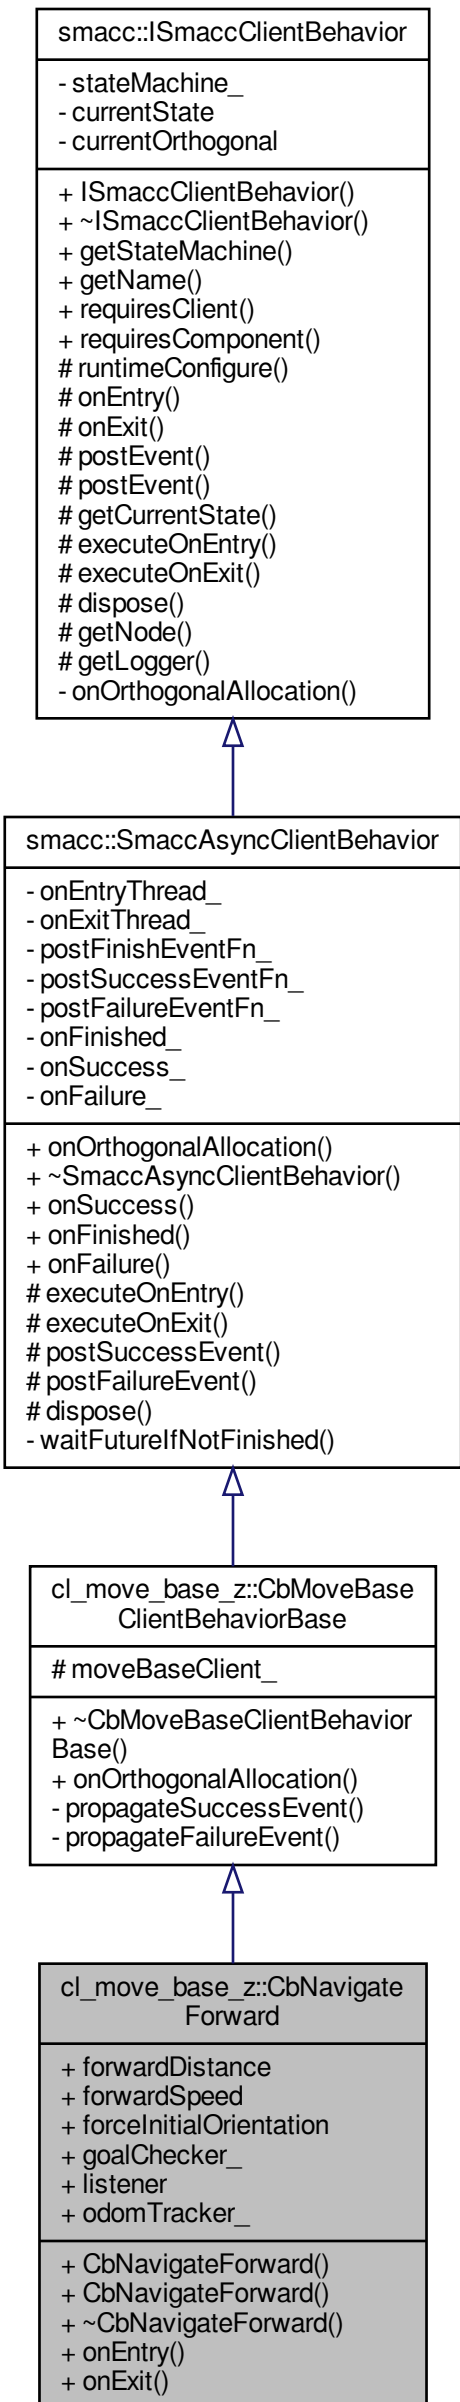 smacc::ISmaccClientBehavior
- stateMachine_
- currentState
- currentOrthogonal
+ ISmaccClientBehavior()
+ ~ISmaccClientBehavior()
+ getStateMachine()
+ getName()
+ requiresClient()
+ requiresComponent()
# runtimeConfigure()
# onEntry()
# onExit()
# postEvent()
# postEvent()
# getCurrentState()
# executeOnEntry()
# executeOnExit()
# dispose()
# getNode()
# getLogger()
- onOrthogonalAllocation()
smacc::SmaccAsyncClientBehavior
- onEntryThread_
- onExitThread_
- postFinishEventFn_
- postSuccessEventFn_
- postFailureEventFn_
- onFinished_
- onSuccess_
- onFailure_
+ onOrthogonalAllocation()
+ ~SmaccAsyncClientBehavior()
+ onSuccess()
+ onFinished()
+ onFailure()
# executeOnEntry()
# executeOnExit()
# postSuccessEvent()
# postFailureEvent()
# dispose()
- waitFutureIfNotFinished()
cl_move_base_z::CbMoveBase
ClientBehaviorBase
# moveBaseClient_
+ ~CbMoveBaseClientBehavior
Base()
+ onOrthogonalAllocation()
- propagateSuccessEvent()
- propagateFailureEvent()
cl_move_base_z::CbNavigate
Forward
+ forwardDistance
+ forwardSpeed
+ forceInitialOrientation
+ goalChecker_
+ listener
+ odomTracker_
+ CbNavigateForward()
+ CbNavigateForward()
+ ~CbNavigateForward()
+ onEntry()
+ onExit()